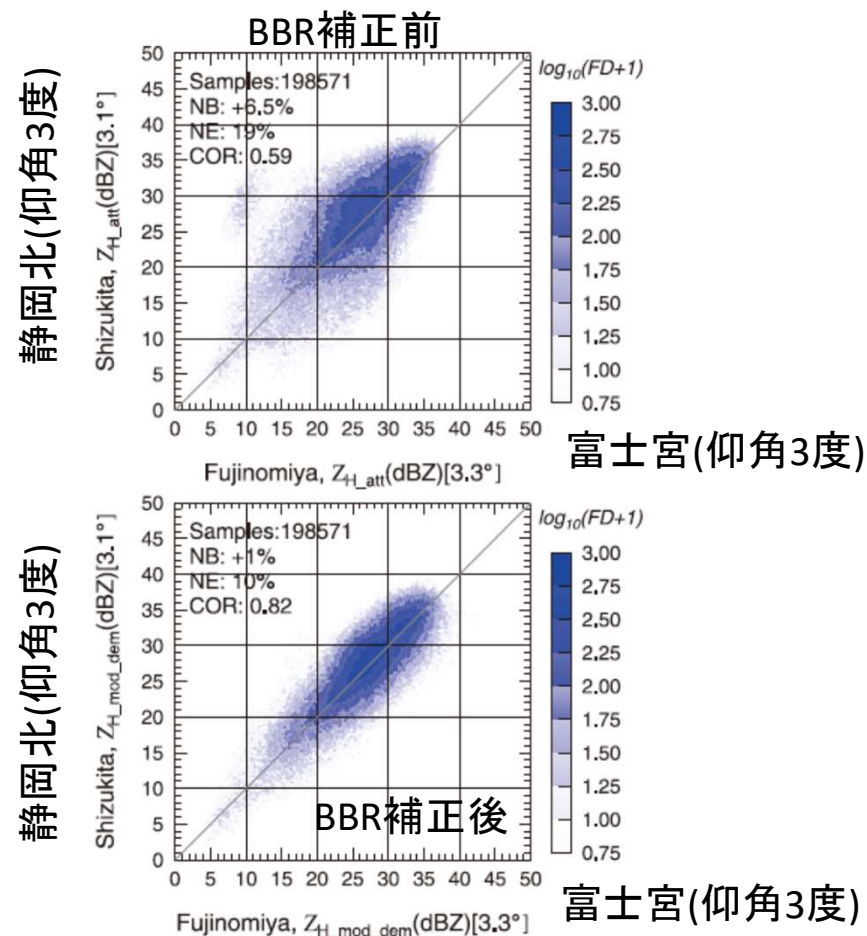 BBR補正前
静岡北(仰角3度)
Shizukita, Z_H_att(dBZ)[3.1°]
50
45
40
35
30
25
20
15
10
5
0
Samples:198571
NB: +6.5%
NE: 19%
COR: 0.59
0 5 10 15 20 25 30 35 40 45 50
Fujinomiya, Z_H_att(dBZ)[3.3°]
富士宮(仰角3度)
log10(FD+1)
3.00
2.75
2.50
2.25
2.00
1.75
1.50
1.25
1.00
0.75
静岡北(仰角3度)
Shizukita, Z_H_mod_dem(dBZ)[3.1°]
50
45
40
35
30
25
20
15
10
5
0
Samples:198571
NB: +1%
NE: 10%
COR: 0.82
BBR補正後
0 5 10 15 20 25 30 35 40 45 50
Fujinomiya, Z_H_mod_dem(dBZ)[3.3°]
富士宮(仰角3度)
log10(FD+1)
3.00
2.75
2.50
2.25
2.00
1.75
1.50
1.25
1.00
0.75